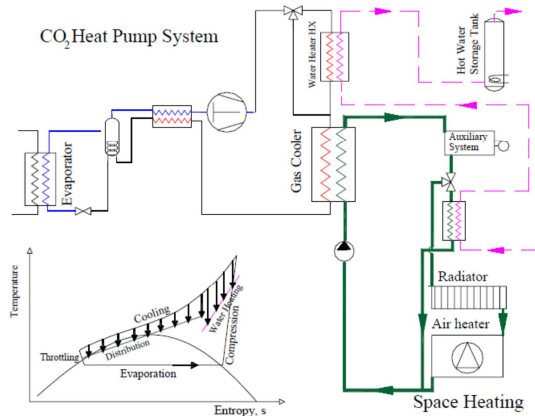 CO2 Heat Pump System
Water Heater HX
Hot Water
Storage Tank
Evaporator
Gas Cooler
Auxiliary
System
Radiator
Air heater
Space Heating
Temperature
Cooling
Water Heating
Compression
Throttling
Distribution
Evaporation
Entropy, s